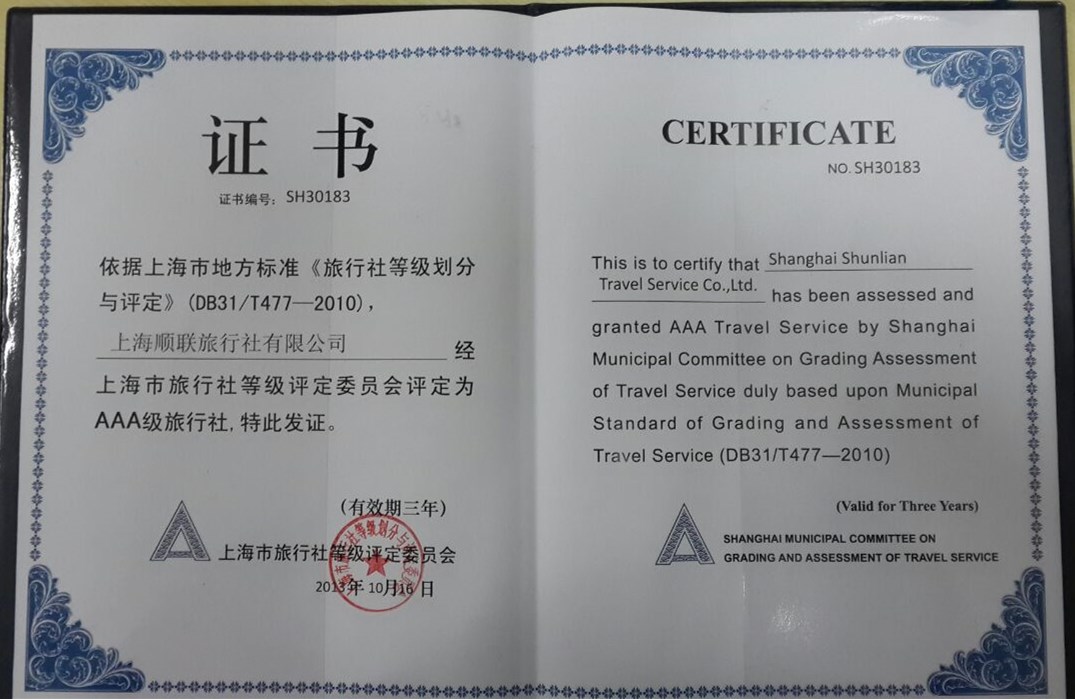 证书
证书编号: SH30183
依据上海市地方标准《旅行社等级划分
与评定》(DB31/T477—2010),
上海顺联旅行社有限公司 经
上海市旅行社等级评定委员会评定为
AAA级旅行社,特此发证。
(有效期三年)
上海市旅行社等级评定委员会
2013年10月16日
CERTIFICATE
NO. SH30183
This is to certify that Shanghai Shunlian
Travel Service Co.,Ltd. has been assessed and
granted AAA Travel Service by Shanghai
Municipal Committee on Grading Assessment
of Travel Service duly based upon Municipal
Standard of Grading and Assessment of
Travel Service (DB31/T477—2010)
(Valid for Three Years)
SHANGHAI MUNICIPAL COMMITTEE ON
GRADING AND ASSESSMENT OF TRAVEL SERVICE